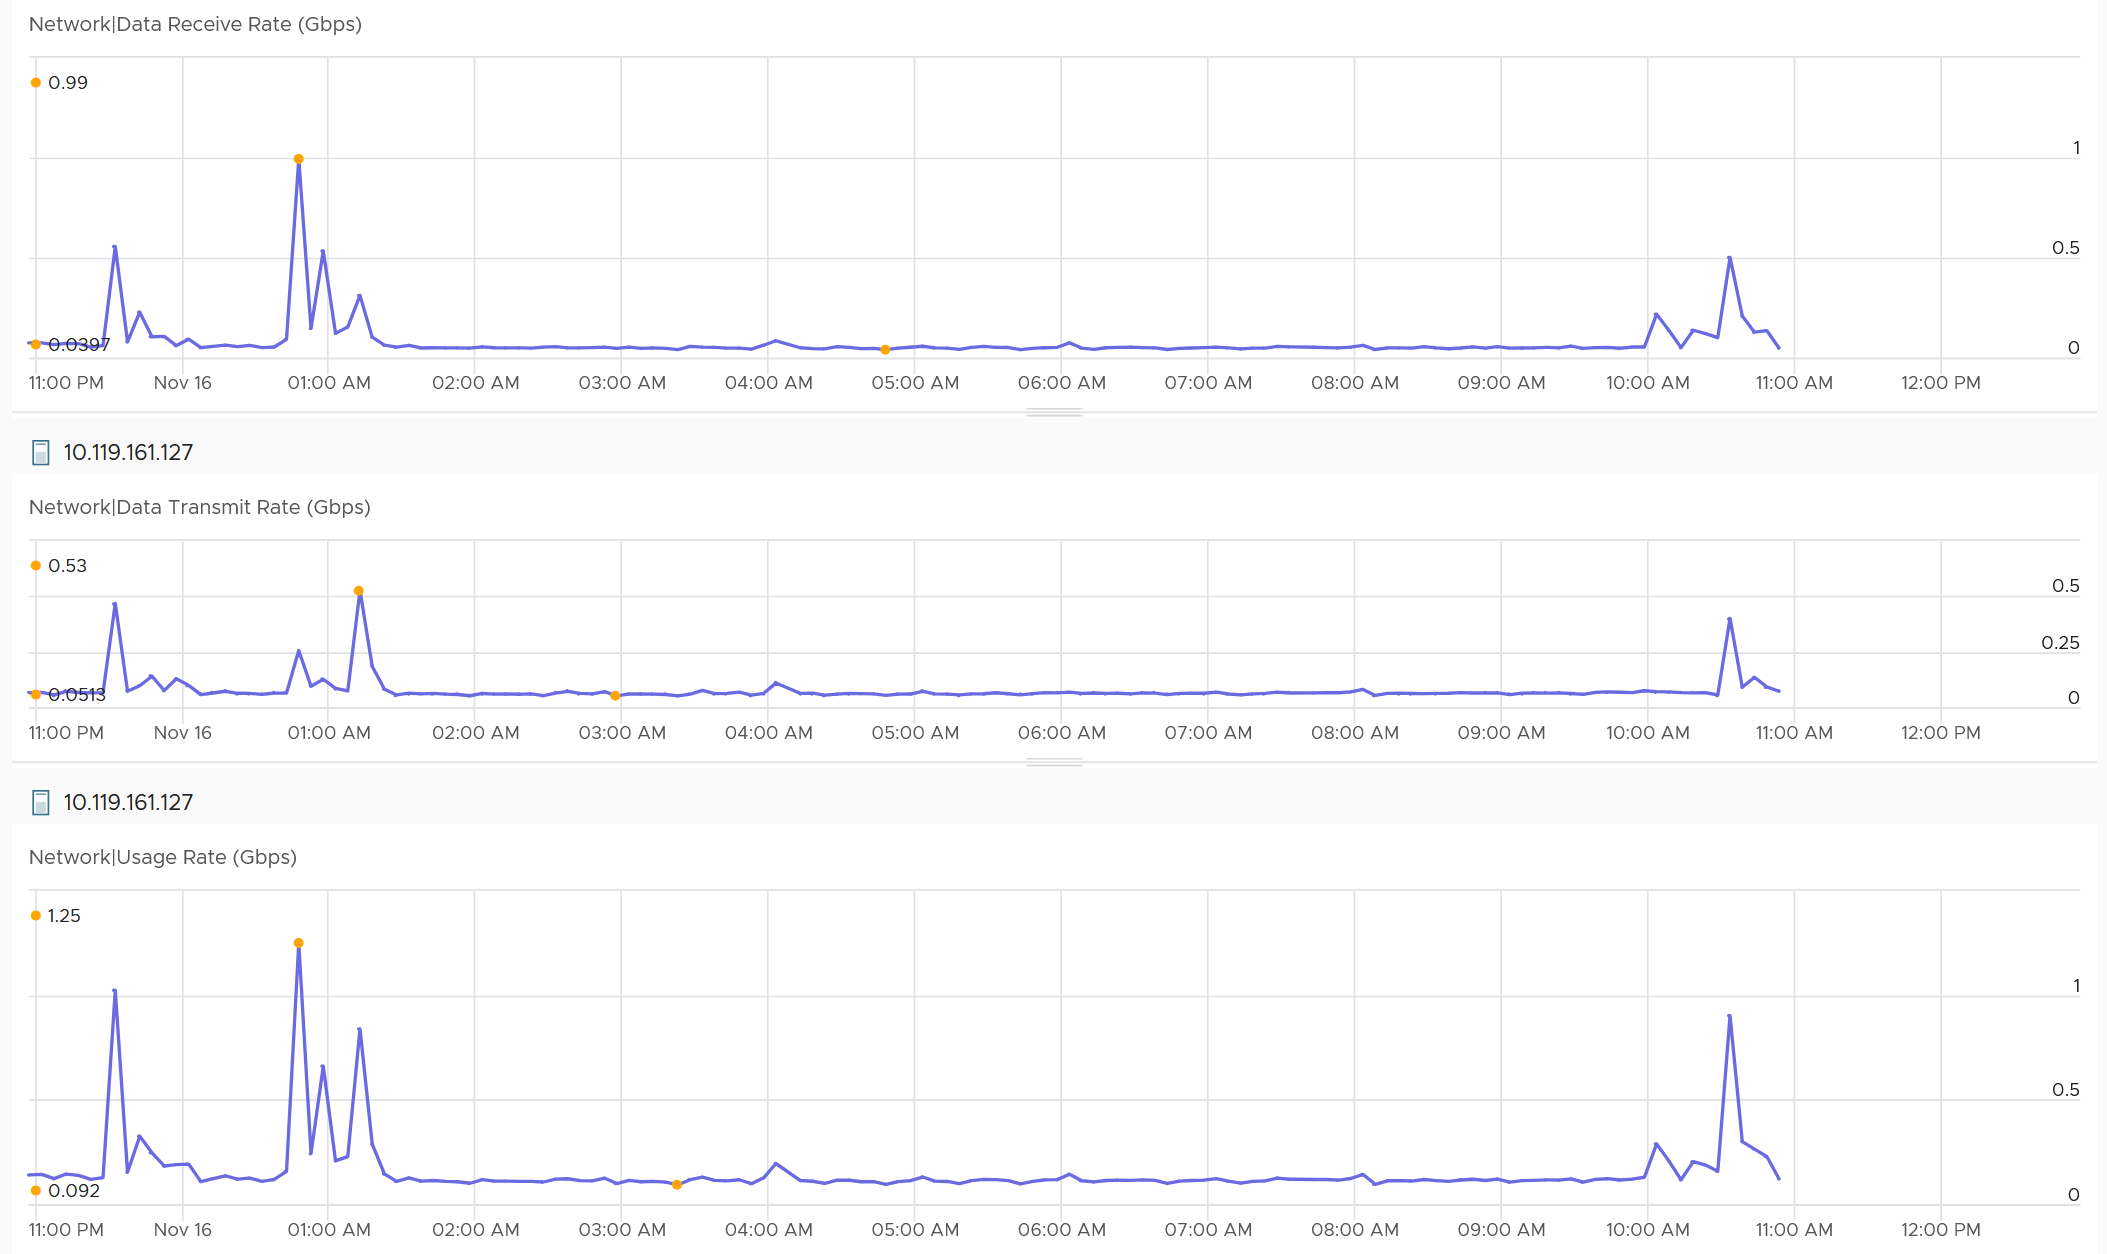 Network|Data Receive Rate (Gbps)
0.99
1
0.5
0.0397
0
11:00 PM Nov 16 01:00 AM 02:00 AM 03:00 AM 04:00 AM 05:00 AM 06:00 AM 07:00 AM 08:00 AM 09:00 AM 10:00 AM 11:00 AM 12:00 PM
10.119.161.127
Network|Data Transmit Rate (Gbps)
0.53
0.5
0.25
0.0513
0
11:00 PM Nov 16 01:00 AM 02:00 AM 03:00 AM 04:00 AM 05:00 AM 06:00 AM 07:00 AM 08:00 AM 09:00 AM 10:00 AM 11:00 AM 12:00 PM
10.119.161.127
Network|Usage Rate (Gbps)
1.25
1
0.5
0.092
0
11:00 PM Nov 16 01:00 AM 02:00 AM 03:00 AM 04:00 AM 05:00 AM 06:00 AM 07:00 AM 08:00 AM 09:00 AM 10:00 AM 11:00 AM 12:00 PM